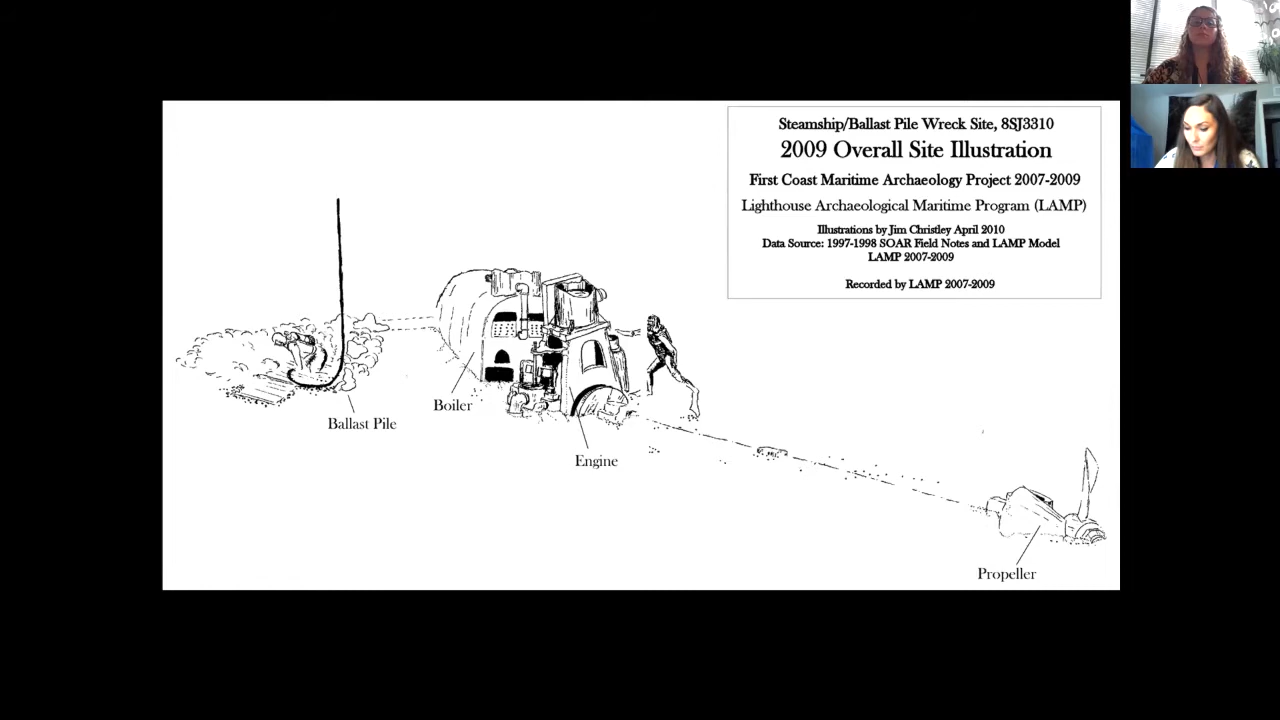 Steamship/Ballast Pile Wreck Site, 8SJ3310
2009 Overall Site Illustration
First Coast Maritime Archaeology Project 2007-2009
Lighthouse Archaeological Maritime Program (LAMP)
Illustrations by Jim Christley April 2010
Data Source: 1997-1998 SOAR Field Notes and LAMP Model
LAMP 2007-2009
Recorded by LAMP 2007-2009
Boiler
Ballast Pile
Engine
Propeller